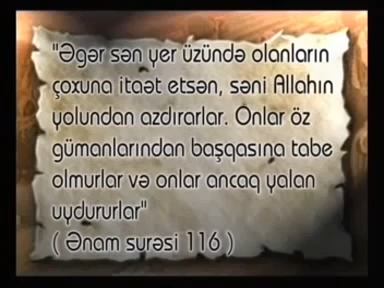 "Əgər sən yer üzündə olanların
çoxuna itaət etsən, səni Allahın
yolundan azdırarlar. Onlar öz
gümanlarından başqasına tabe
olmurlar və onlar ancaq yalan
uydururlar"
( Ənam surəsi 116 )